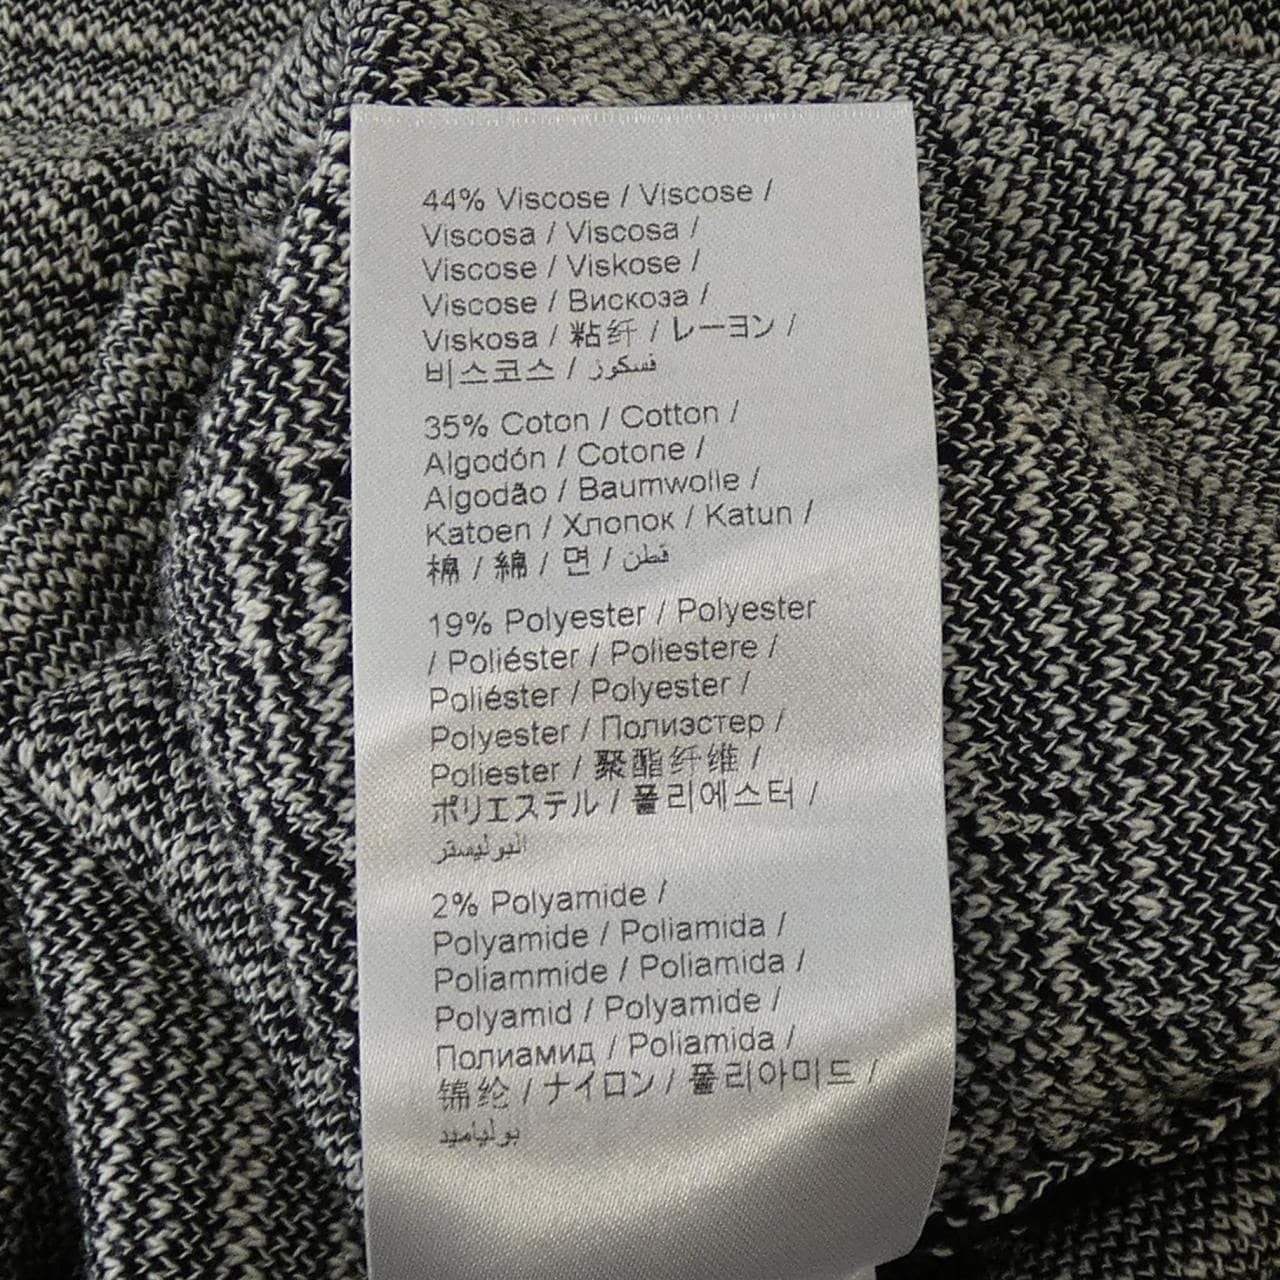 44% Viscose / Viscose /
Viscosa / Viscosa /
Viscose / Viskose /
Viscose / Вискоза /
Viskosa / 粘纤 / レーヨン /
비스코스 / فسكوز
35% Coton / Cotton /
Algodón / Cotone /
Algodão / Baumwolle /
Katoen / Хлопок / Katun /
棉 / 綿 / 면 / قطن
19% Polyester / Polyester
/ Poliéster / Poliestere /
Poliéster / Polyester /
Polyester / Полиэстер /
Poliester / 聚酯纤维 /
ポリエステル / 폴리에스터 /
البوليستر
2% Polyamide /
Polyamide / Poliamida /
Poliammide / Poliamida /
Polyamid / Polyamide /
Полиамид / Poliamida /
锦纶 / ナイロン / 폴리아미드 /
بولياميد